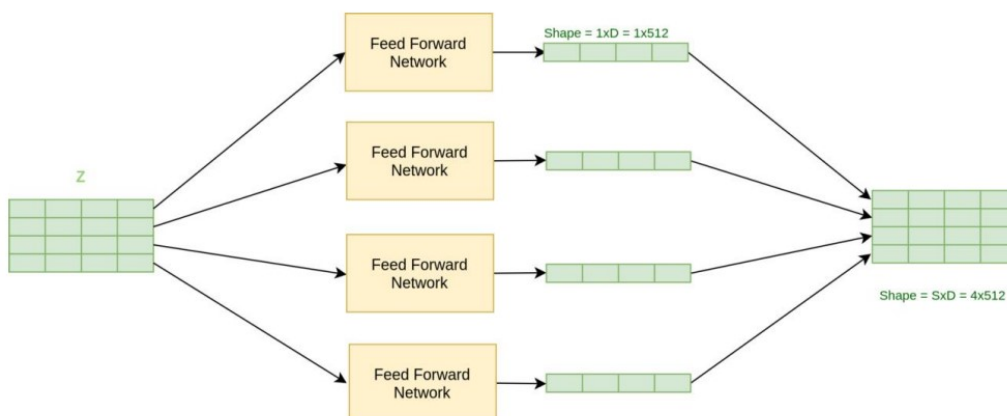 Shape = 1xD = 1x512
Feed Forward
Network
Feed Forward
Network
Z
Feed Forward
Network
Shape = SxD = 4x512
Feed Forward
Network